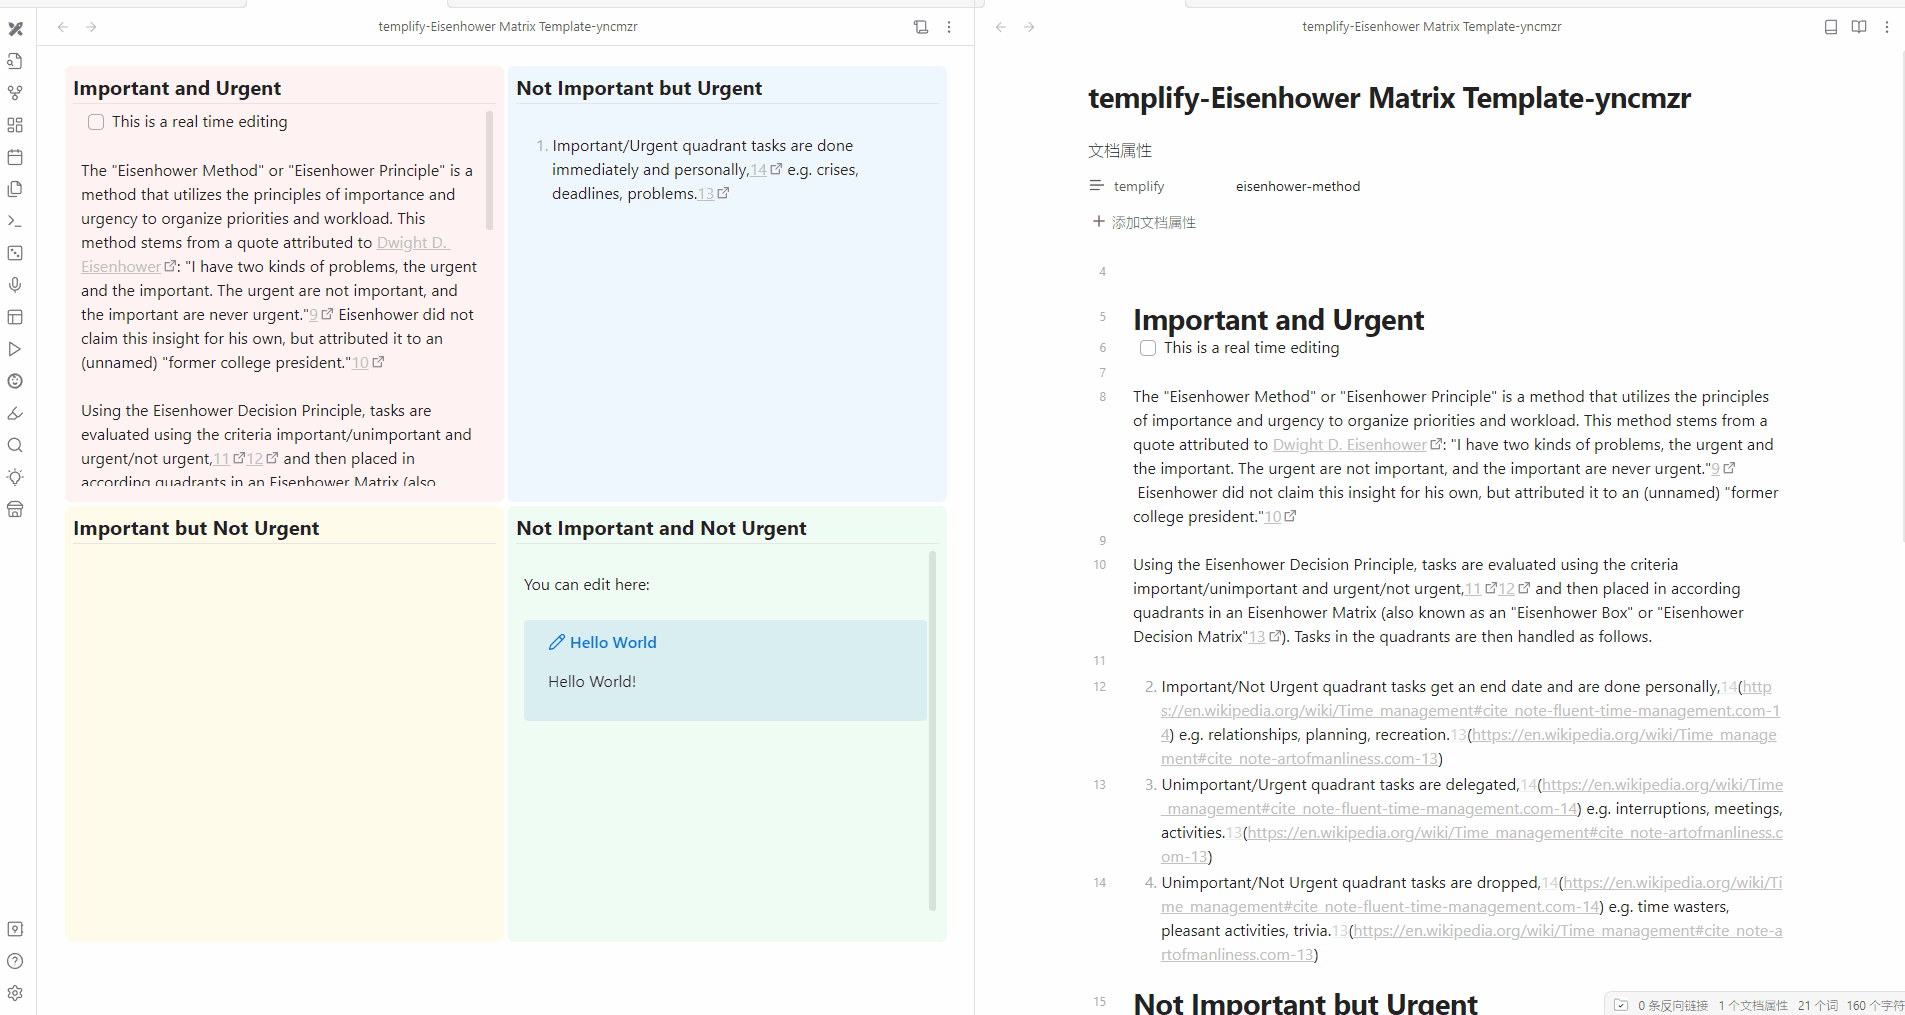 templify-Eisenhower Matrix Template-yncmzr
Important and Urgent
This is a real time editing
The "Eisenhower Method" or "Eisenhower Principle" is a
method that utilizes the principles of importance and
urgency to organize priorities and workload. This
method stems from a quote attributed to Dwight D.
Eisenhower: "I have two kinds of problems, the urgent
and the important. The urgent are not important, and
the important are never urgent."9 Eisenhower did not
claim this insight for his own, but attributed it to an
(unnamed) "former college president."10
Using the Eisenhower Decision Principle, tasks are
evaluated using the criteria important/unimportant and
urgent/not urgent,11 12 and then placed in
according quadrants in an Eisenhower Matrix (also
Not Important but Urgent
1. Important/Urgent quadrant tasks are done
immediately and personally,14 e.g. crises,
deadlines, problems.13
Important but Not Urgent
Not Important and Not Urgent
You can edit here:
Hello World
Hello World!
templify-Eisenhower Matrix Template-yncmzr
templify-Eisenhower Matrix Template-yncmzr
文档属性
templify eisenhower-method
添加文档属性
4
5 Important and Urgent
6 This is a real time editing
7
8 The "Eisenhower Method" or "Eisenhower Principle" is a method that utilizes the principles
of importance and urgency to organize priorities and workload. This method stems from a
quote attributed to Dwight D. Eisenhower: "I have two kinds of problems, the urgent and
the important. The urgent are not important, and the important are never urgent."9
Eisenhower did not claim this insight for his own, but attributed it to an (unnamed) "former
college president."10
9
10 Using the Eisenhower Decision Principle, tasks are evaluated using the criteria
important/unimportant and urgent/not urgent,11 12 and then placed in according
quadrants in an Eisenhower Matrix (also known as an "Eisenhower Box" or "Eisenhower
Decision Matrix"13). Tasks in the quadrants are then handled as follows.
11
12 2. Important/Not Urgent quadrant tasks get an end date and are done personally,14(http
s://en.wikipedia.org/wiki/Time_management#cite_note-fluent-time-management.com-1
4) e.g. relationships, planning, recreation.13(https://en.wikipedia.org/wiki/Time_manage
ment#cite_note-artofmanliness.com-13)
13 3. Unimportant/Urgent quadrant tasks are delegated,14(https://en.wikipedia.org/wiki/Time
_management#cite_note-fluent-time-management.com-14) e.g. interruptions, meetings,
activities.13(https://en.wikipedia.org/wiki/Time_management#cite_note-artofmanliness.c
om-13)
14 4. Unimportant/Not Urgent quadrant tasks are dropped,14(https://en.wikipedia.org/wiki/Ti
me_management#cite_note-fluent-time-management.com-14) e.g. time wasters,
pleasant activities, trivia.13(https://en.wikipedia.org/wiki/Time_management#cite_note-a
rtofmanliness.com-13)
15 Not Important but Urgent
0 条反向链接 1 个文档属性 21 个词 160 个字符